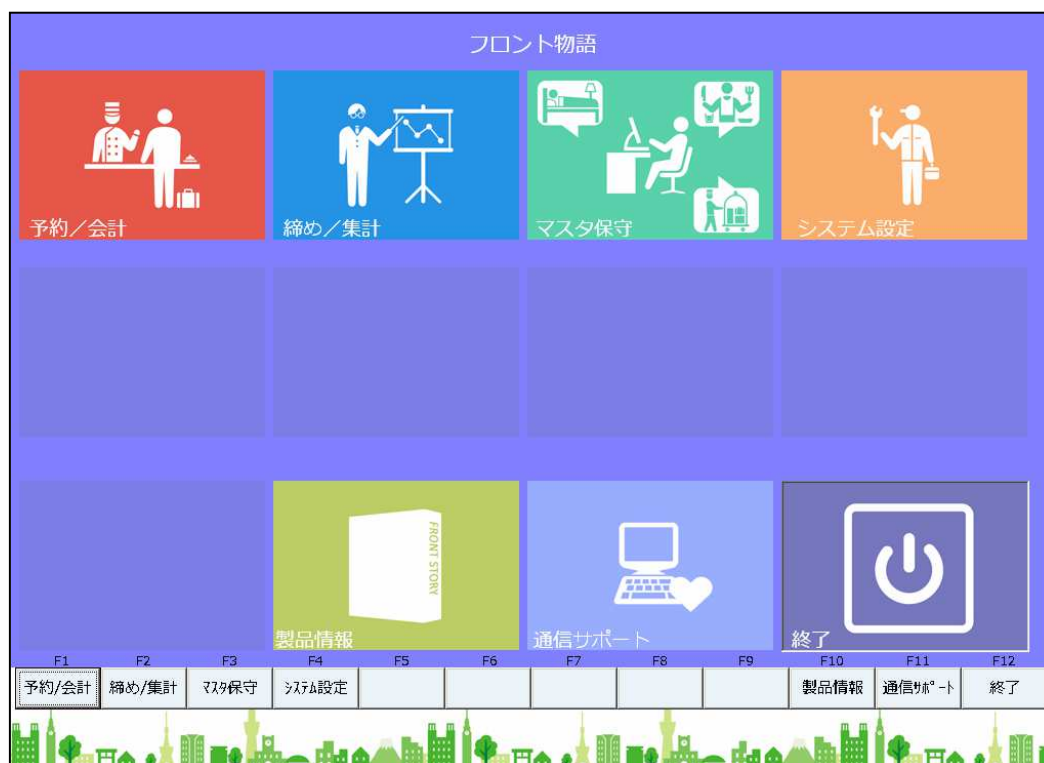 フロント物語
予約／会計
締め／集計
マスタ保守
システム設定
FRONT STORY
製品情報
通信サポート
終了
F1 F2 F3 F4 F5 F6 F7 F8 F9 F10 F11 F12
予約/会計 締め/集計 ﾏｽﾀ保守 ｼｽﾃﾑ設定 製品情報 通信ｻﾎﾟｰﾄ 終了